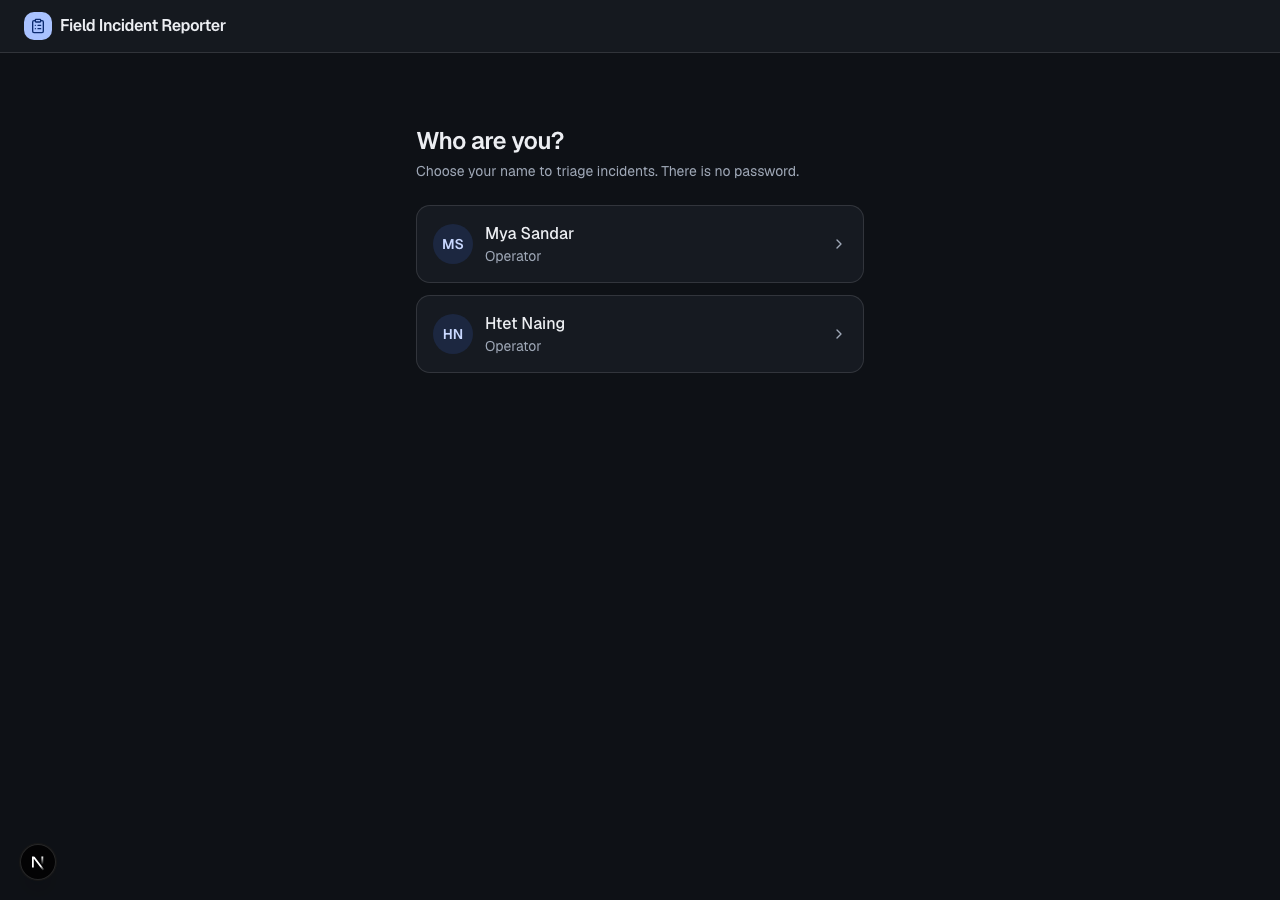 Field Incident Reporter
Who are you?
Choose your name to triage incidents. There is no password.
MS
Mya Sandar
Operator
HN
Htet Naing
Operator
N